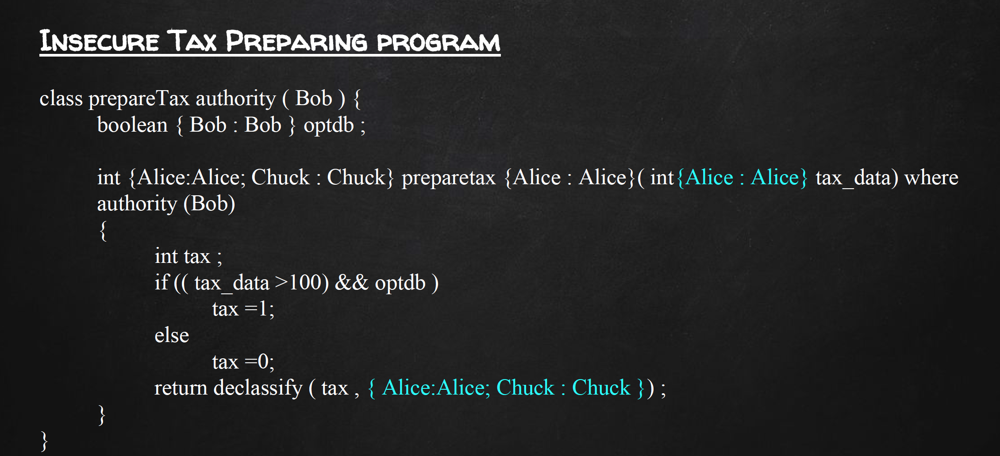 Insecure Tax Preparing program
class prepareTax authority ( Bob ) {
boolean { Bob : Bob } optdb ;
int {Alice:Alice; Chuck : Chuck} preparetax {Alice : Alice}( int{Alice : Alice} tax_data) where
authority (Bob)
{
int tax ;
if (( tax_data >100) && optdb )
tax =1;
else
tax =0;
return declassify ( tax , { Alice:Alice; Chuck : Chuck }) ;
}
}